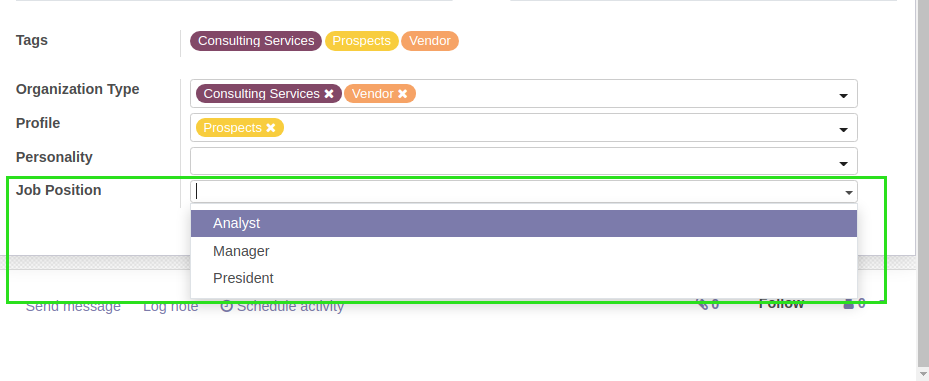 Tags Consulting Services Prospects Vendor
Organization Type Consulting Services × Vendor ×
Profile Prospects ×
Personality
Job Position
Analyst
Manager
President
Send message Log note Schedule activity 0 Follow 0